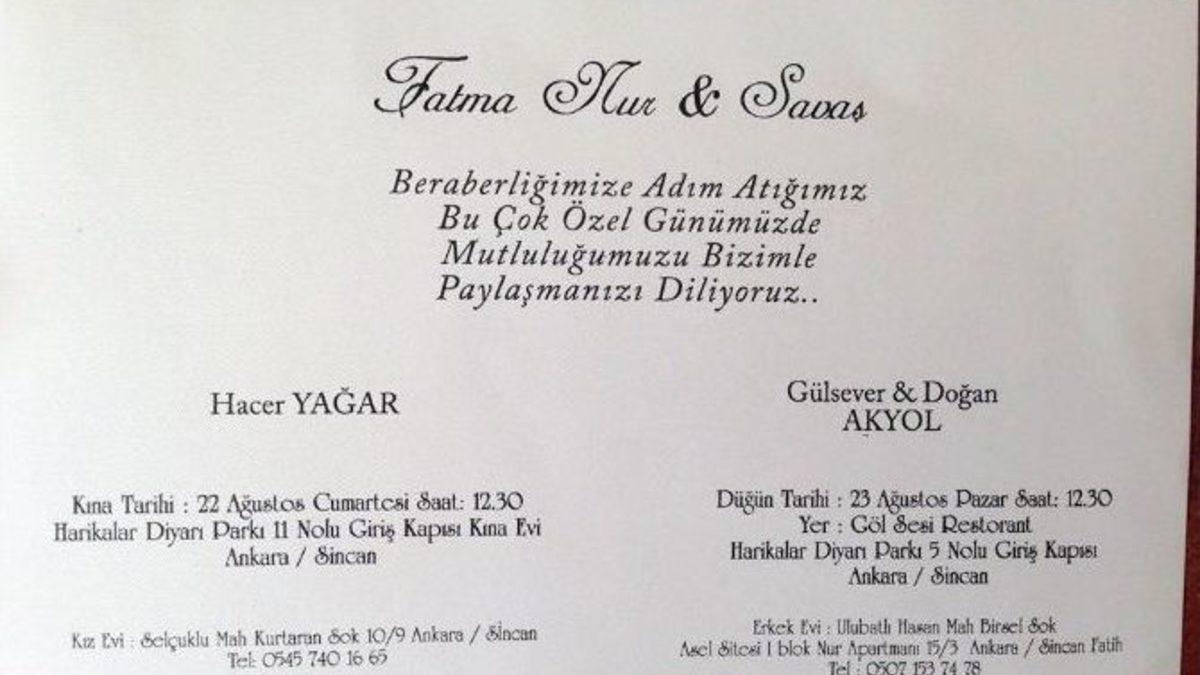 Fatma Nur & Savaş
Beraberliğimize Adım Atığımız
Bu Çok Özel Günümüzde
Mutluluğumuzu Bizimle
Paylaşmanızı Diliyoruz..
Hacer YAĞAR
Kına Tarihi : 22 Ağustos Cumartesi Saat: 12.30
Harikalar Diyarı Parkı 11 Nolu Giriş Kapısı Kına Evi
Ankara / Sincan
Kız Evi : Selçuklu Mah Kurtaran Sok 10/9 Ankara / Sincan
Tel: 0545 740 16 65
Gülsever & Doğan
AKYOL
Düğün Tarihi : 23 Ağustos Pazar Saat: 12.30
Yer : Göl Sesi Restorant
Harikalar Diyarı Parkı 5 Nolu Giriş Kapısı
Ankara / Sincan
Erkek Evi : Ulubatlı Hasan Mah Birsel Sok
Asel Sitesi 1 blok Nur Apartmanı 15/3 Ankara / Sincan Fatih
Tel : 0507 153 74 78